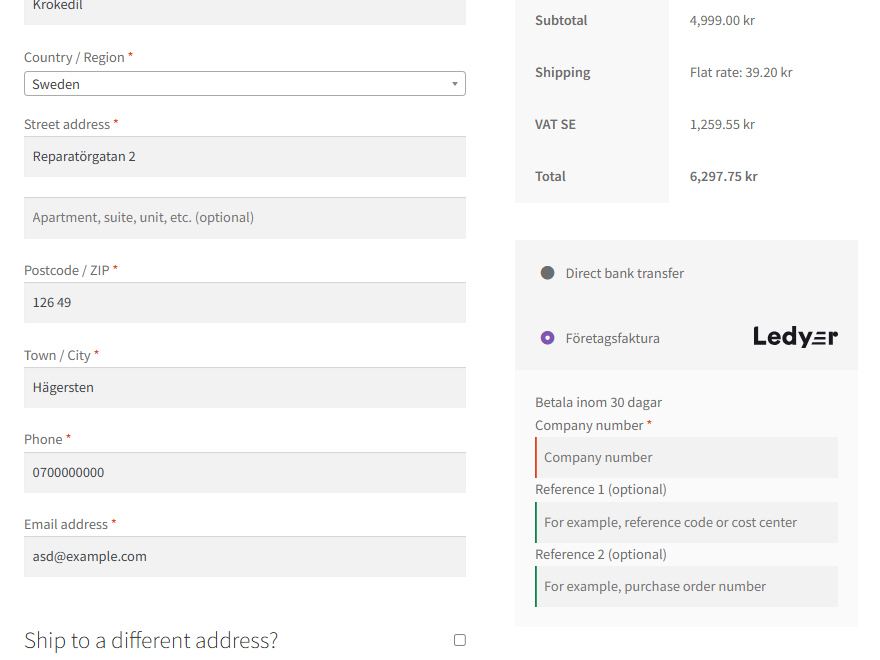 Krokedil
Country / Region *
Sweden
Street address *
Reparatörgatan 2
Apartment, suite, unit, etc. (optional)
Postcode / ZIP *
126 49
Town / City *
Hägersten
Phone *
0700000000
Email address *
asd@example.com
Ship to a different address?
Subtotal 4,999.00 kr
Shipping Flat rate: 39.20 kr
VAT SE 1,259.55 kr
Total 6,297.75 kr
Direct bank transfer
Företagsfaktura Ledyer
Betala inom 30 dagar
Company number *
Company number
Reference 1 (optional)
For example, reference code or cost center
Reference 2 (optional)
For example, purchase order number